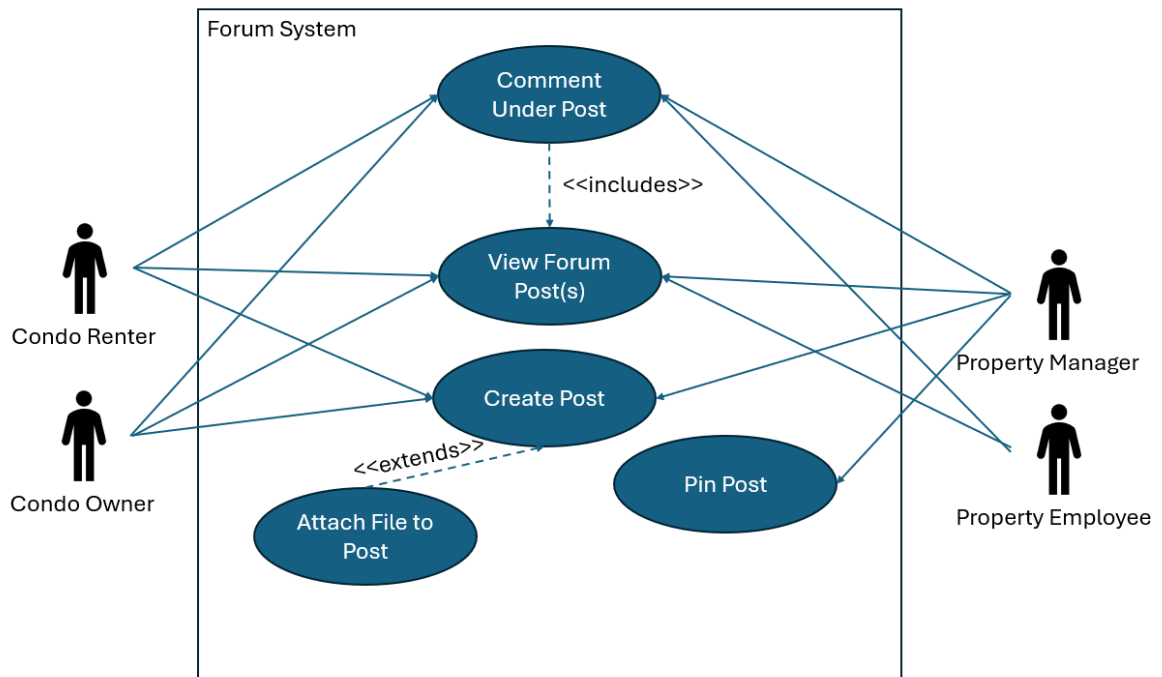 Forum System
Comment
Under Post
<<includes>>
View Forum
Post(s)
Condo Renter
Property Manager
Create Post
<<extends>>
Pin Post
Condo Owner
Property Employee
Attach File to
Post